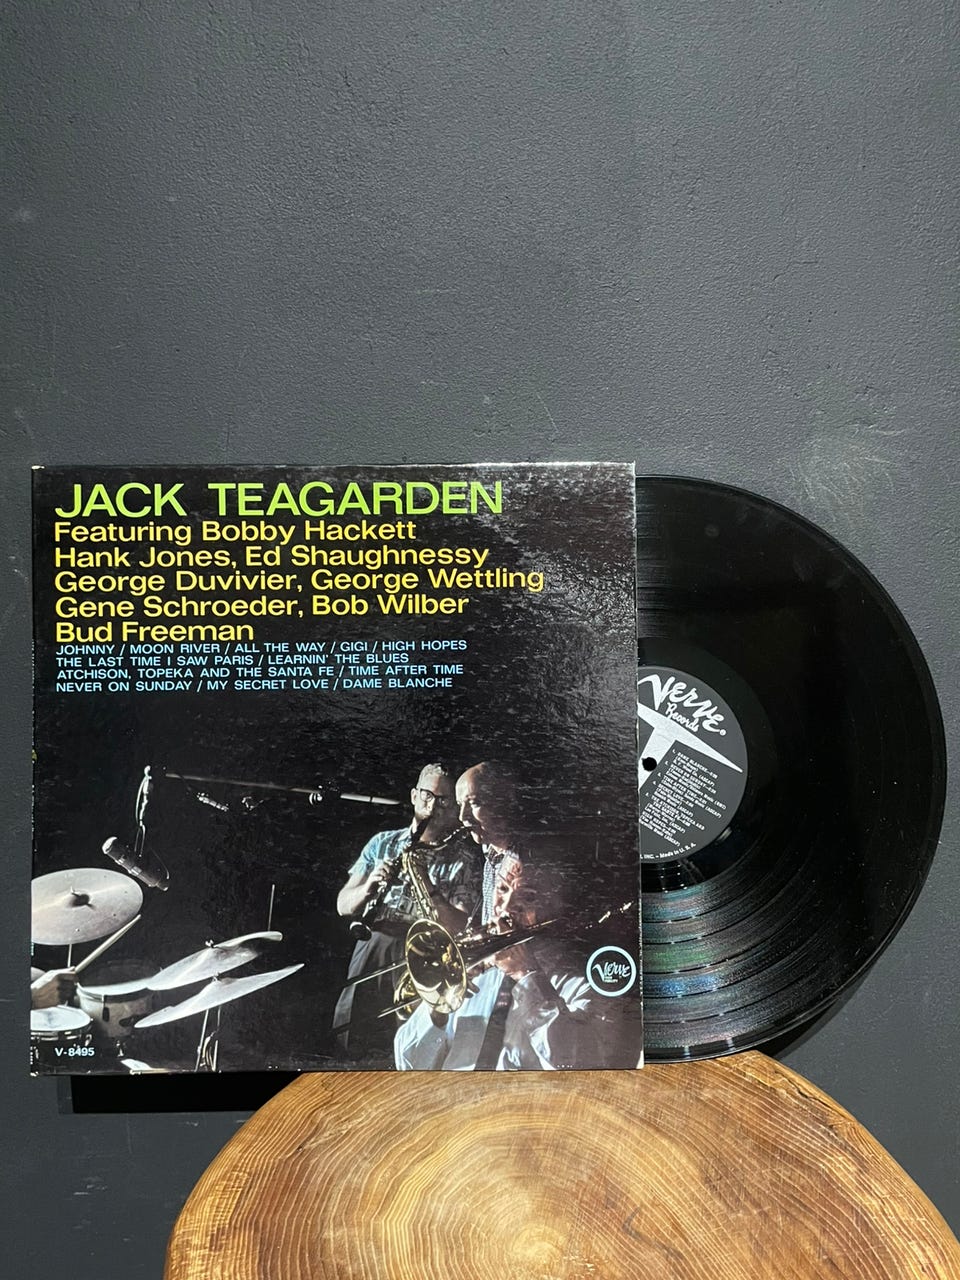 JACK TEAGARDEN
Featuring Bobby Hackett
Hank Jones, Ed Shaughnessy
George Duvivier, George Wettling
Gene Schroeder, Bob Wilber
Bud Freeman
JOHNNY / MOON RIVER / ALL THE WAY / GIGI / HIGH HOPES
THE LAST TIME I SAW PARIS / LEARNIN' THE BLUES
ATCHISON, TOPEKA AND THE SANTA FE / TIME AFTER TIME
NEVER ON SUNDAY / MY SECRET LOVE / DAME BLANCHE
VERVE
V-8495
VERVE
Records
INC. – Made in U. S. A.